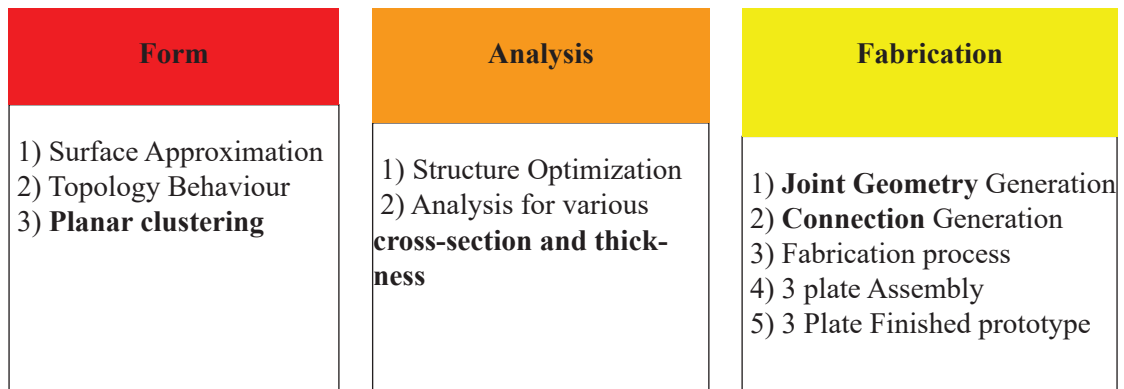 Form
1) Surface Approximation
2) Topology Behaviour
3) Planar clustering
Analysis
1) Structure Optimization
2) Analysis for various
cross-section and thick-
ness
Fabrication
1) Joint Geometry Generation
2) Connection Generation
3) Fabrication process
4) 3 plate Assembly
5) 3 Plate Finished prototype